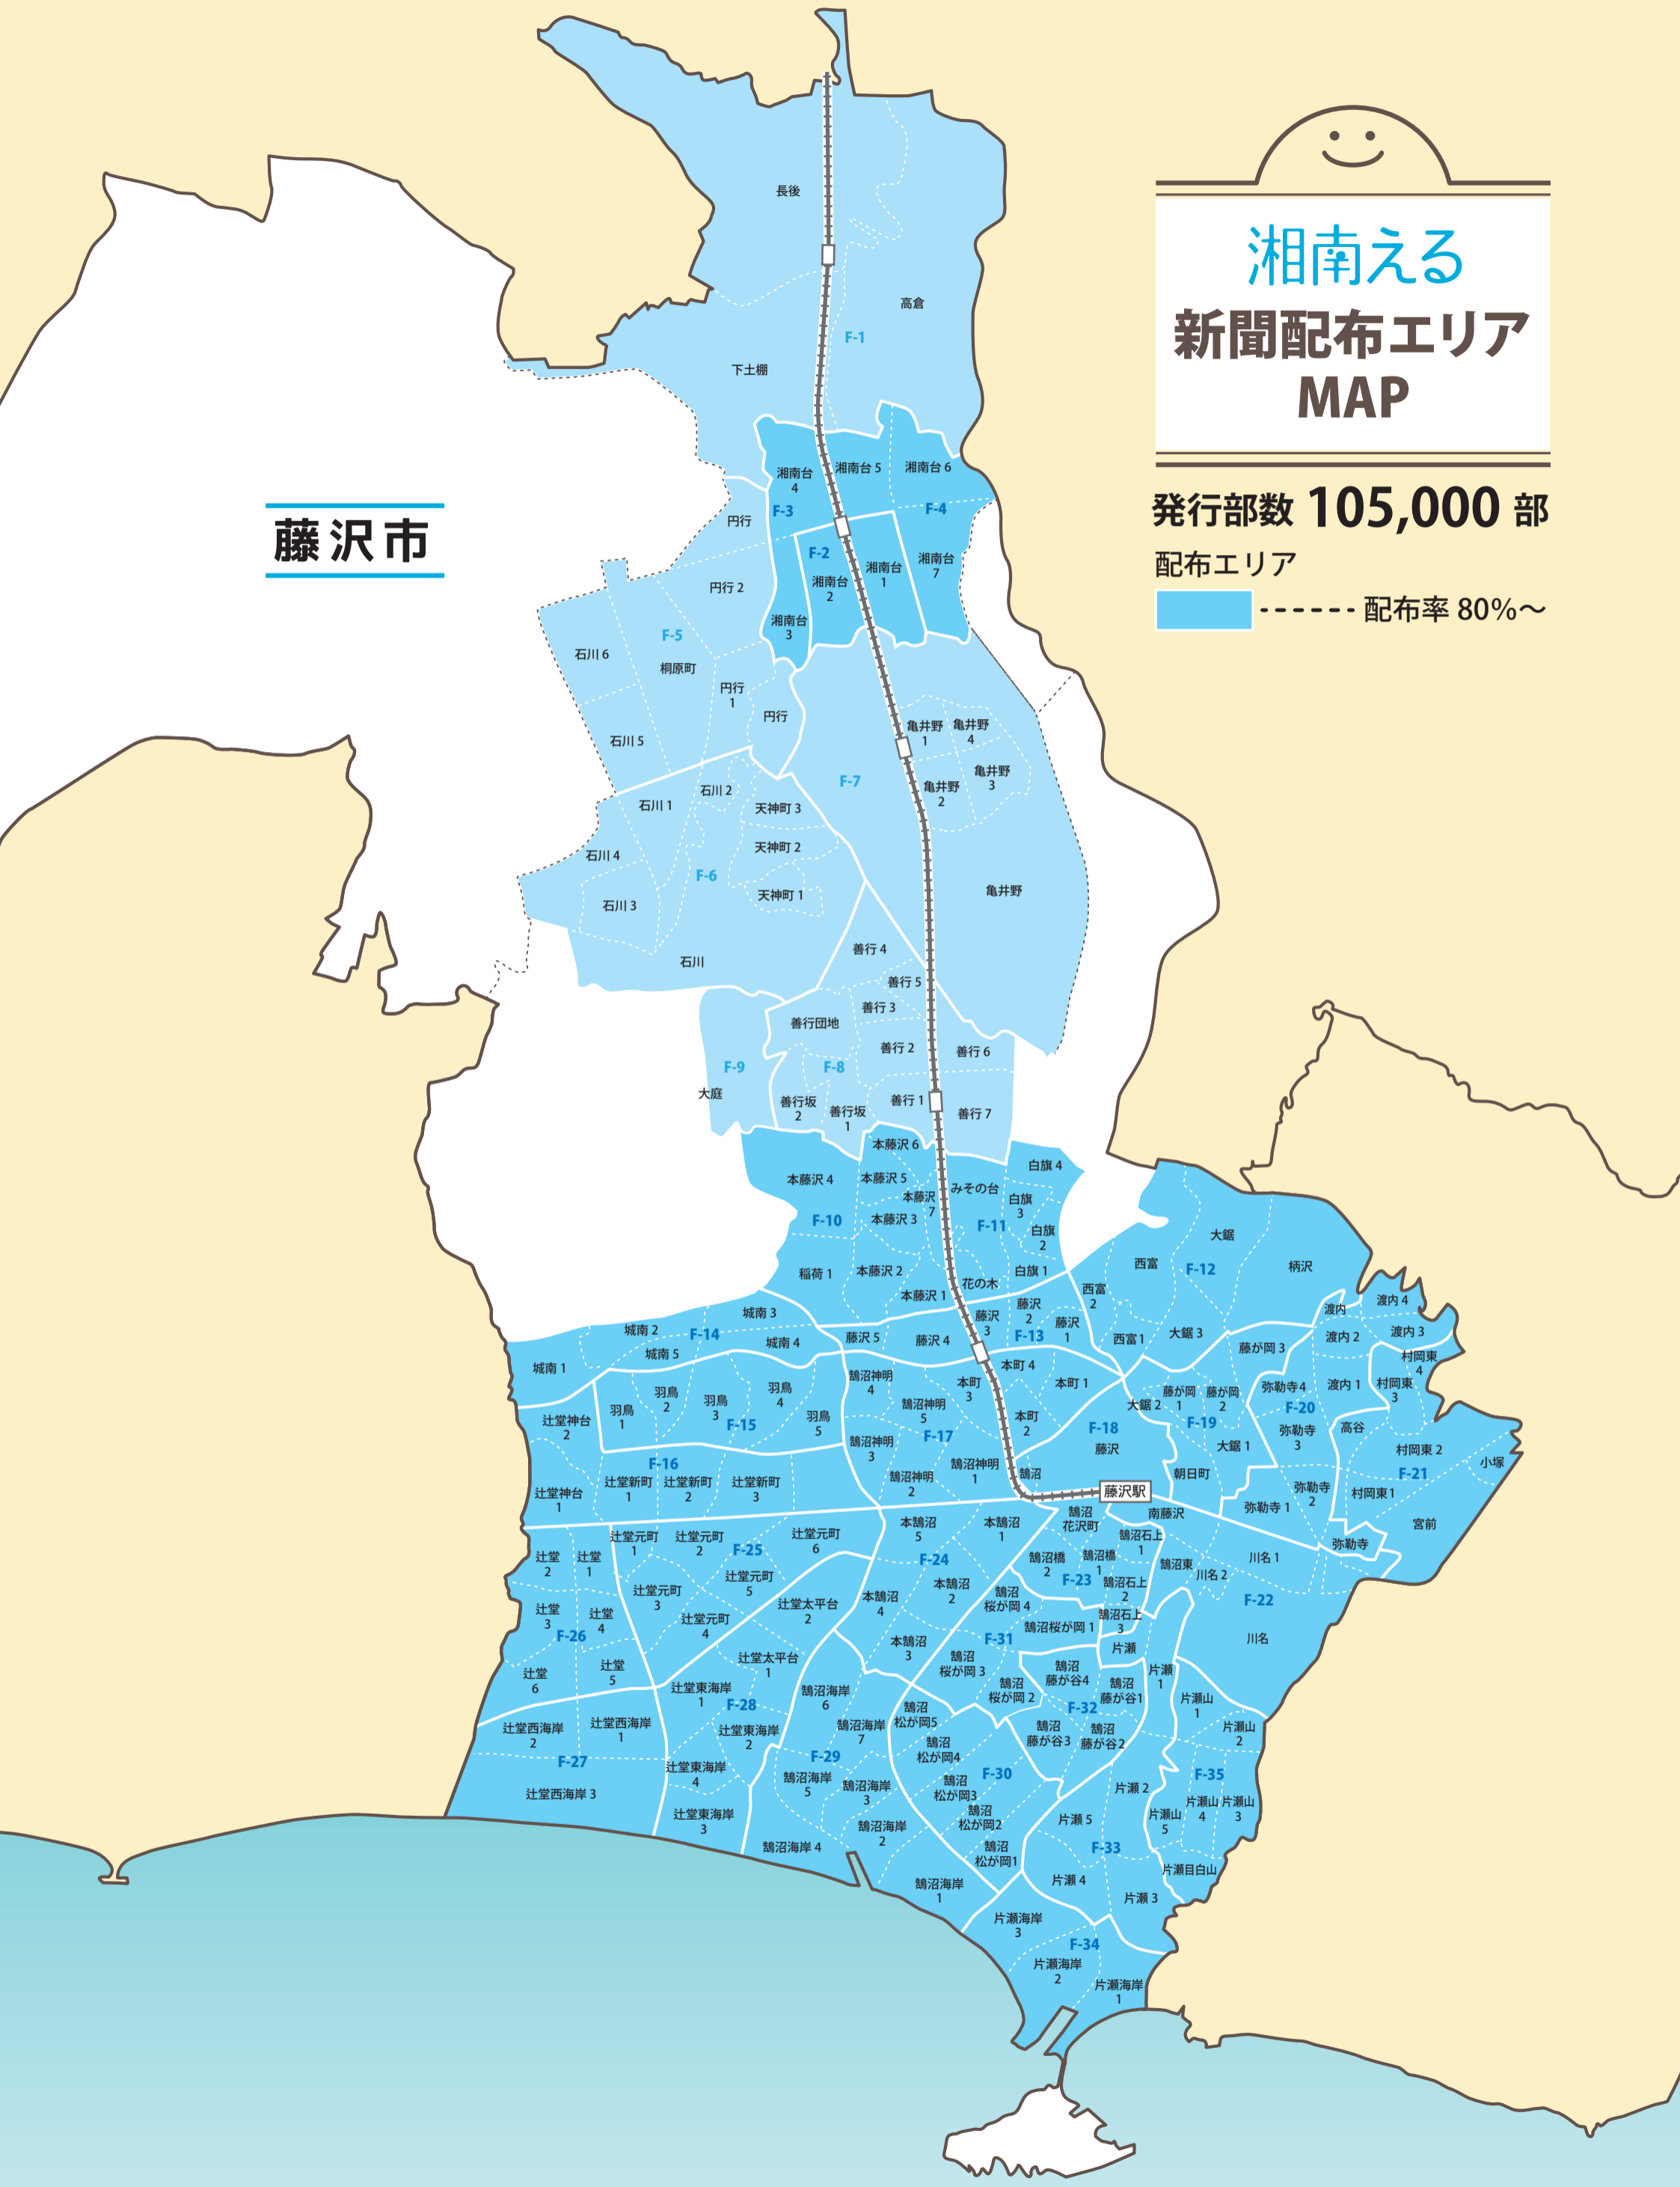 湘南える
新聞配布エリア
MAP
発行部数 105,000 部
配布エリア
配布率 80%〜
藤沢市
長後
高倉
F-1
下土棚
湘南台
4
湘南台 5
湘南台 6
F-3
F-4
円行
F-2
湘南台
2
湘南台
1
湘南台
7
円行 2
湘南台
3
F-5
石川 6
桐原町
円行
1
円行
石川 5
亀井野
1
亀井野
4
亀井野
2
亀井野
3
F-7
石川 2
石川 1
天神町 3
石川 4
天神町 2
F-6
天神町 1
石川 3
亀井野
石川
善行 4
善行 5
善行 3
善行団地
善行 2
善行 6
F-9
F-8
大庭
善行坂
2
善行坂
1
善行 1
善行 7
本藤沢 6
本藤沢 4
本藤沢 5
本藤沢
7
みその台
白旗 4
白旗
3
F-10
本藤沢 3
F-11
白旗
2
稲荷 1
本藤沢 2
白旗 1
花の木
本藤沢 1
大鋸
西富
F-12
柄沢
西富
2
西富1
大鋸 3
渡内
渡内 4
渡内 2
渡内 3
藤が岡 3
城南 3
城南 2
F-14
城南 4
城南 5
城南 1
藤沢 5
藤沢 4
藤沢
3
藤沢
2
F-13
藤沢
1
本町 4
本町 1
本町
3
本町
2
鵠沼神明
4
鵠沼神明
5
F-17
鵠沼神明
3
鵠沼神明
2
鵠沼神明
1
鵠沼
羽鳥
1
羽鳥
2
羽鳥
3
羽鳥
4
羽鳥
5
F-15
辻堂神台
2
F-16
辻堂神台
1
辻堂新町
1
辻堂新町
2
辻堂新町
3
大鋸 2
藤が岡
1
藤が岡
2
F-18
F-19
藤沢
大鋸 1
朝日町
弥勒寺4
F-20
弥勒寺
3
弥勒寺
2
弥勒寺 1
弥勒寺
渡内 1
村岡東
4
村岡東
3
高谷
村岡東 2
F-21
小塚
村岡東1
宮前
藤沢駅
南藤沢
鵠沼
花沢町
鵠沼石上
1
鵠沼橋
2
鵠沼橋
1
F-23
鵠沼石上
2
鵠沼石上
3
鵠沼東
川名 2
川名 1
F-22
川名
本鵠沼
5
本鵠沼
1
F-24
本鵠沼
2
本鵠沼
4
本鵠沼
3
辻堂元町
1
辻堂元町
2
辻堂元町
6
F-25
辻堂元町
5
辻堂元町
3
辻堂元町
4
辻堂
2
辻堂
1
辻堂
3
辻堂
4
F-26
辻堂
6
辻堂
5
辻堂太平台
2
辻堂太平台
1
辻堂東海岸
1
F-28
辻堂東海岸
2
辻堂東海岸
4
辻堂東海岸
3
辻堂西海岸
2
辻堂西海岸
1
F-27
辻堂西海岸 3
鵠沼海岸
6
鵠沼海岸
7
F-29
鵠沼海岸
5
鵠沼海岸
3
鵠沼海岸
2
鵠沼海岸 4
鵠沼海岸
1
鵠沼
桜が岡 4
鵠沼桜が岡 1
F-31
鵠沼
桜が岡 3
鵠沼
桜が岡 2
鵠沼
松が岡5
鵠沼
松が岡4
F-30
鵠沼
松が岡3
鵠沼
松が岡2
鵠沼
松が岡1
鵠沼
藤が谷4
鵠沼
藤が谷1
F-32
鵠沼
藤が谷3
鵠沼
藤が谷2
片瀬
片瀬
1
片瀬山
1
片瀬山
2
F-35
片瀬 2
片瀬山
5
片瀬山
4
片瀬山
3
片瀬 5
F-33
片瀬目白山
片瀬 4
片瀬 3
片瀬海岸
3
F-34
片瀬海岸
2
片瀬海岸
1